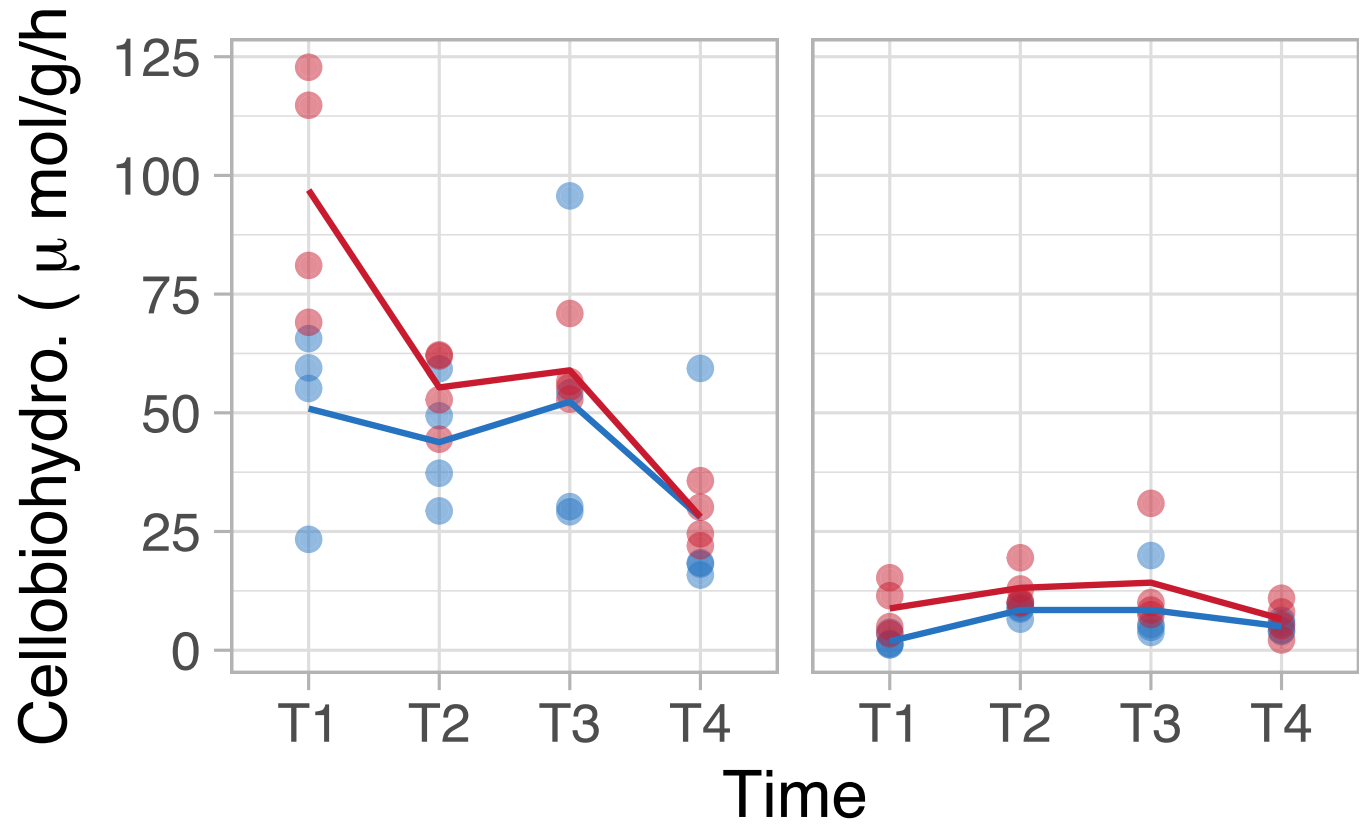 Cellobiohydro. ( μ mol/g/h
125
100
75
50
25
0
T1 T2 T3 T4 T1 T2 T3 T4
Time